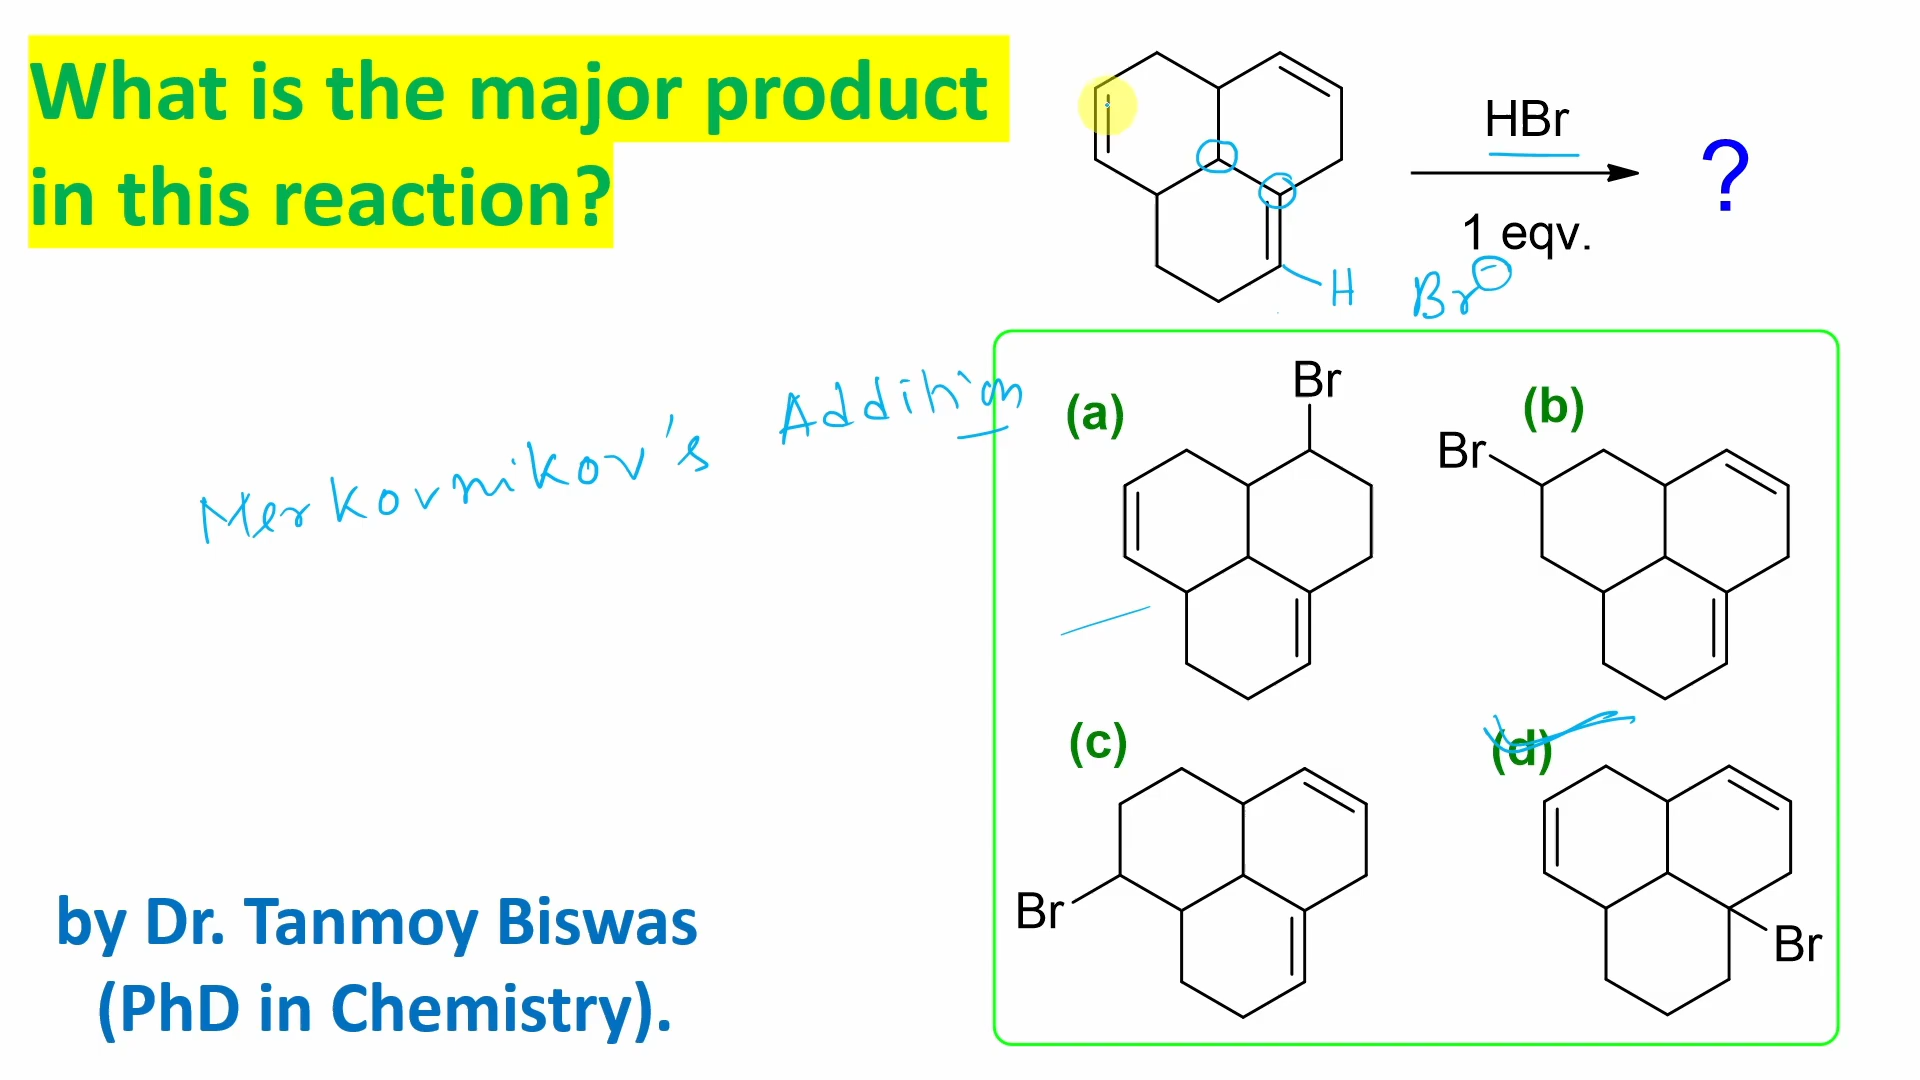 What is the major product
in this reaction?
HBr
1 eqv.
?
H
Br⊖
Merkovnikov's Addition
(a)
Br
(b)
Br
(c)
Br
(d)
Br
by Dr. Tanmoy Biswas
(PhD in Chemistry).